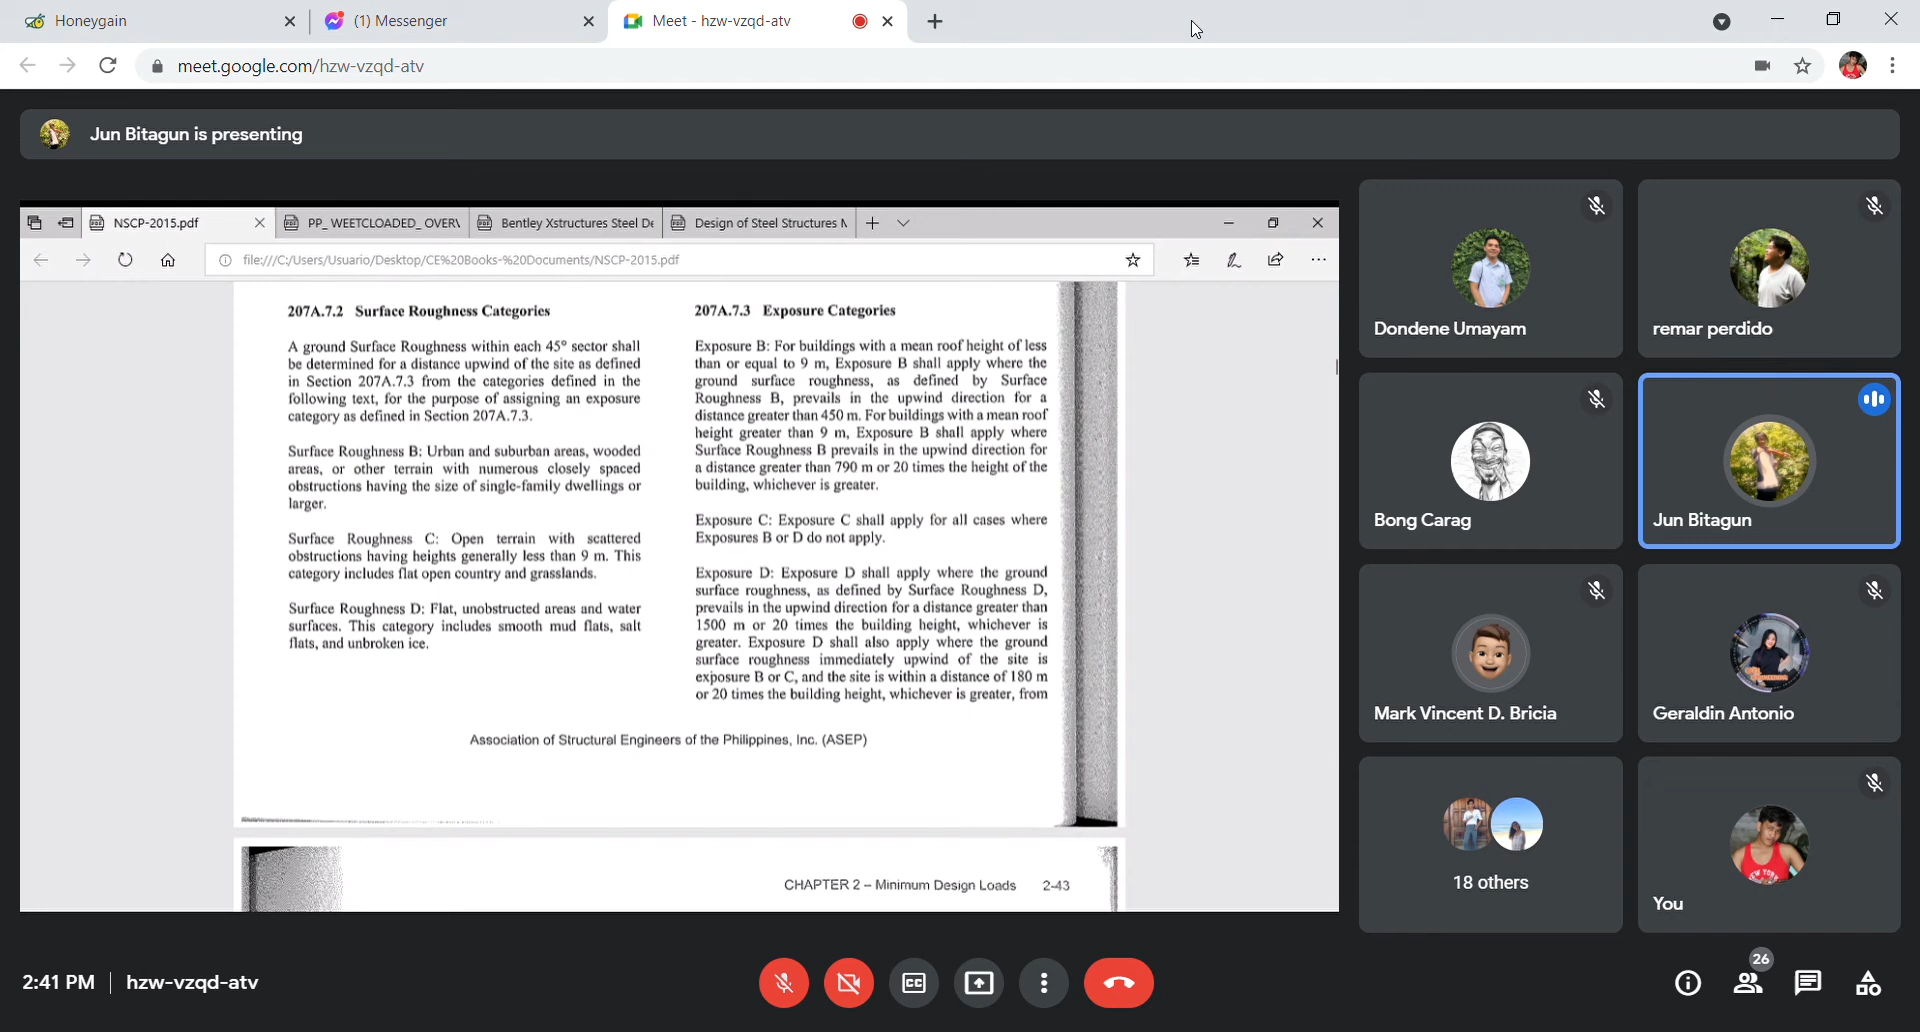 Honeygain
(1) Messenger
Meet - hzw-vzqd-atv
meet.google.com/hzw-vzqd-atv
Jun Bitagun is presenting
NSCP-2015.pdf
PP_ WEETCLOADED_ OVERV
Bentley Xstructures Steel De
Design of Steel Structures M
file:///C:/Users/Usuario/Desktop/CE%20Books-%20Documents/NSCP-2015.pdf
207A.7.2 Surface Roughness Categories
A ground Surface Roughness within each 45° sector shall
be determined for a distance upwind of the site as defined
in Section 207A.7.3 from the categories defined in the
following text, for the purpose of assigning an exposure
category as defined in Section 207A.7.3.
Surface Roughness B: Urban and suburban areas, wooded
areas, or other terrain with numerous closely spaced
obstructions having the size of single-family dwellings or
larger.
Surface Roughness C: Open terrain with scattered
obstructions having heights generally less than 9 m. This
category includes flat open country and grasslands.
Surface Roughness D: Flat, unobstructed areas and water
surfaces. This category includes smooth mud flats, salt
flats, and unbroken ice.
207A.7.3 Exposure Categories
Exposure B: For buildings with a mean roof height of less
than or equal to 9 m, Exposure B shall apply where the
ground surface roughness, as defined by Surface
Roughness B, prevails in the upwind direction for a
distance greater than 450 m. For buildings with a mean roof
height greater than 9 m, Exposure B shall apply where
Surface Roughness B prevails in the upwind direction for
a distance greater than 790 m or 20 times the height of the
building, whichever is greater.
Exposure C: Exposure C shall apply for all cases where
Exposures B or D do not apply.
Exposure D: Exposure D shall apply where the ground
surface roughness, as defined by Surface Roughness D,
prevails in the upwind direction for a distance greater than
1500 m or 20 times the building height, whichever is
greater. Exposure D shall also apply where the ground
surface roughness immediately upwind of the site is
exposure B or C, and the site is within a distance of 180 m
or 20 times the building height, whichever is greater, from
Association of Structural Engineers of the Philippines, Inc. (ASEP)
CHAPTER 2 – Minimum Design Loads 2-43
Dondene Umayam
remar perdido
Bong Carag
Jun Bitagun
Mark Vincent D. Bricia
Geraldin Antonio
18 others
You
2:41 PM
hzw-vzqd-atv
CC
26